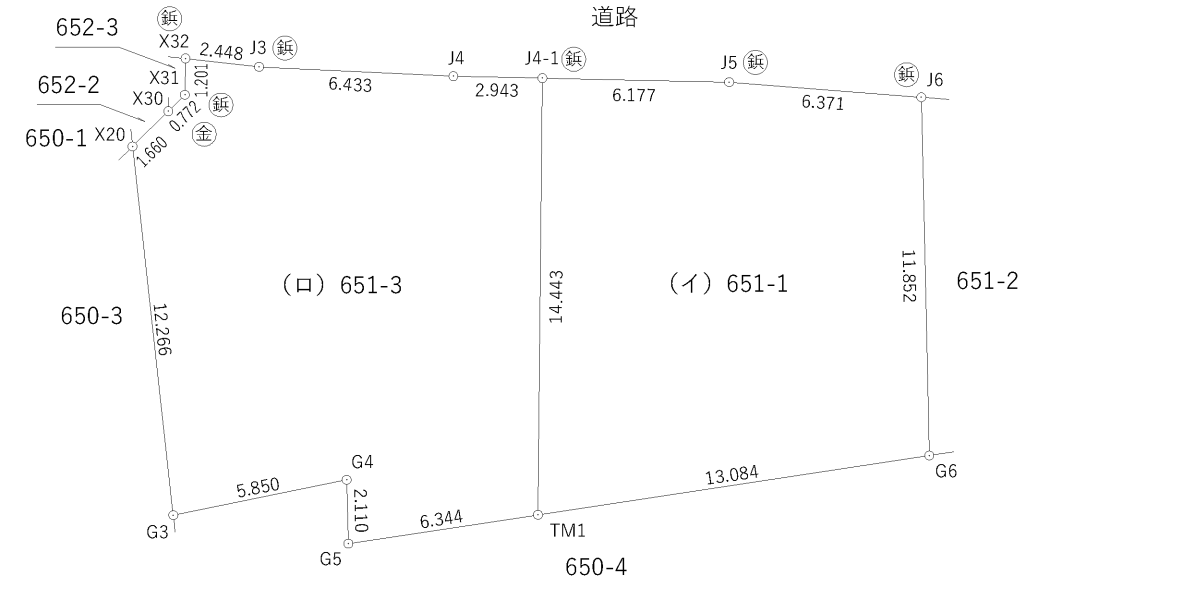 道路
652-3
㊎鋲
X32
2.448
J3
鋲
J4
J4-1
鋲
J5
鋲
鋲
J6
652-2
X31
1.201
6.433
2.943
6.177
6.371
X30
0.772
鋲
金
650-1
X20
1.660
(ロ) 651-3
(イ) 651-1
11.852
651-2
14.443
650-3
12.266
G4
5.850
2.110
13.084
G6
6.344
G3
TM1
G5
650-4